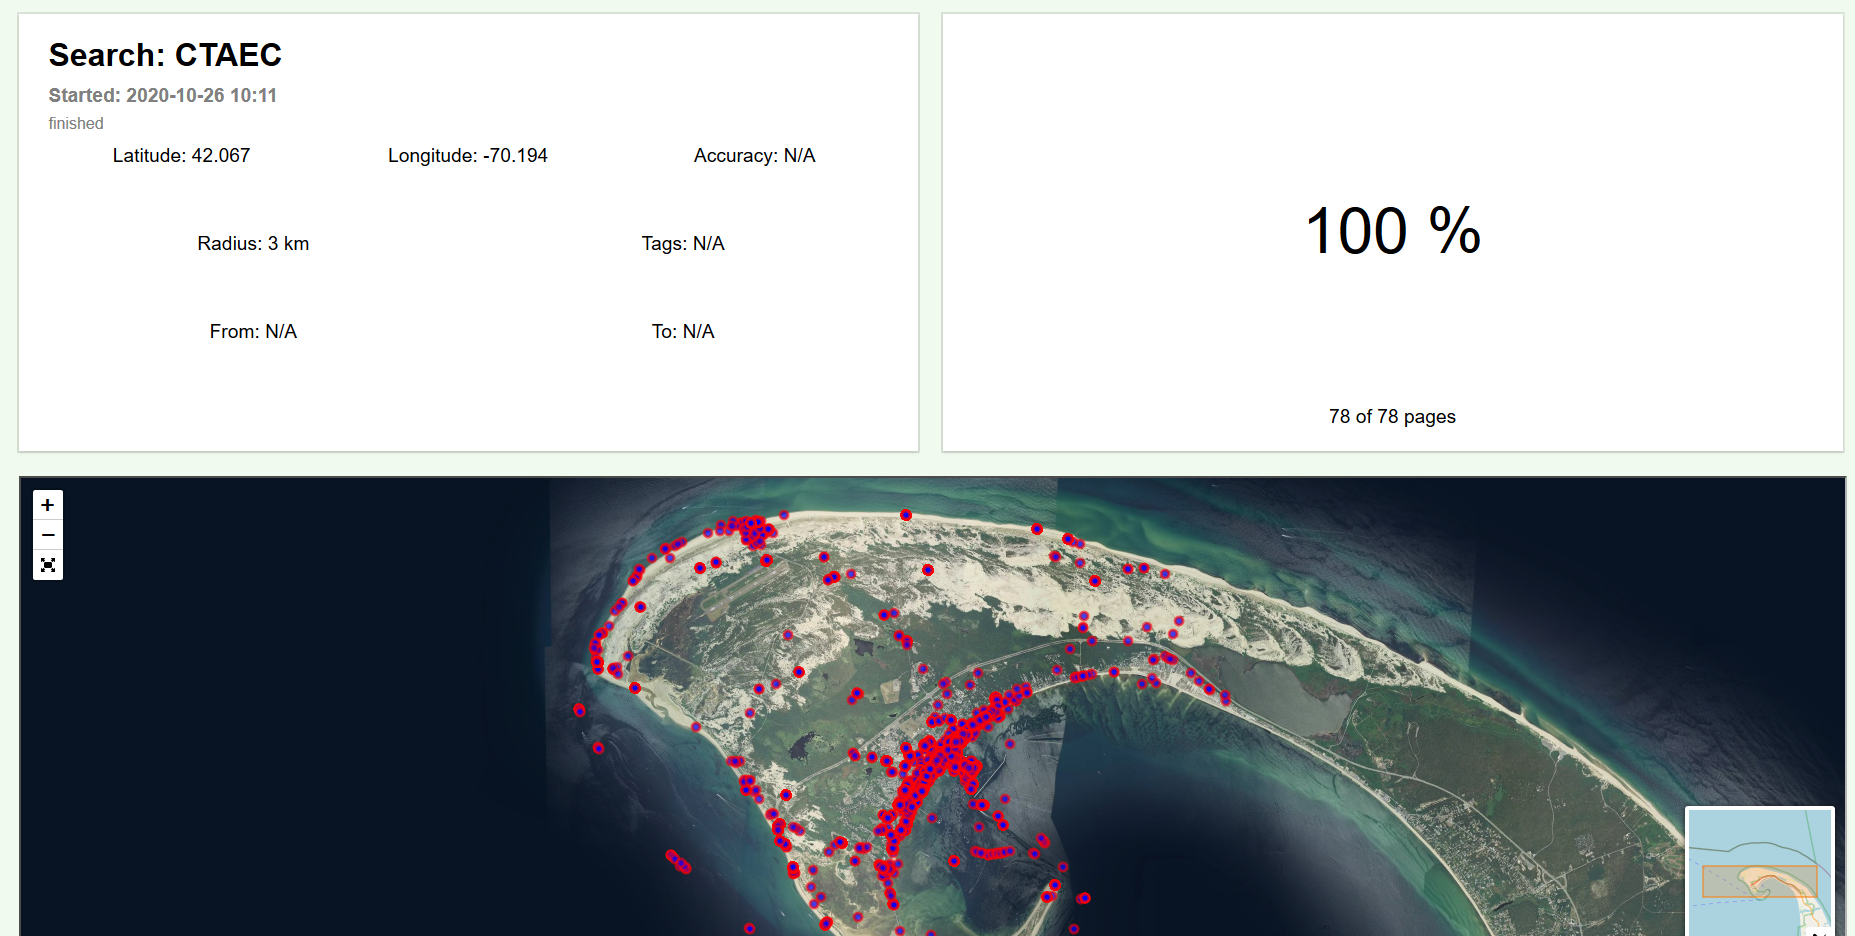 Search: CTAEC
Started: 2020-10-26 10:11
finished
Latitude: 42.067 Longitude: -70.194 Accuracy: N/A
Radius: 3 km Tags: N/A
From: N/A To: N/A
100 %
78 of 78 pages
+
−